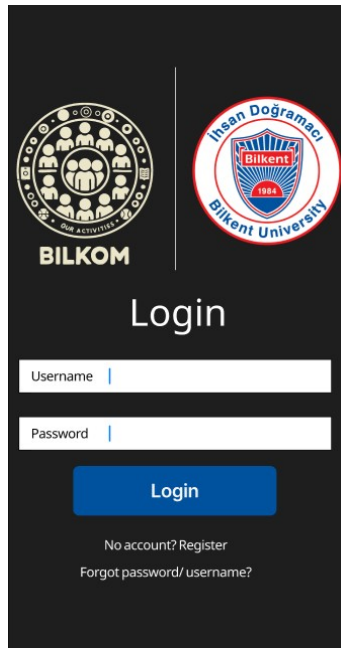 OUR ACTIVITIES
BILKOM
İhsan Doğramacı
Bilkent
1984
Bilkent University
Login
Username
Password
Login
No account? Register
Forgot password/ username?